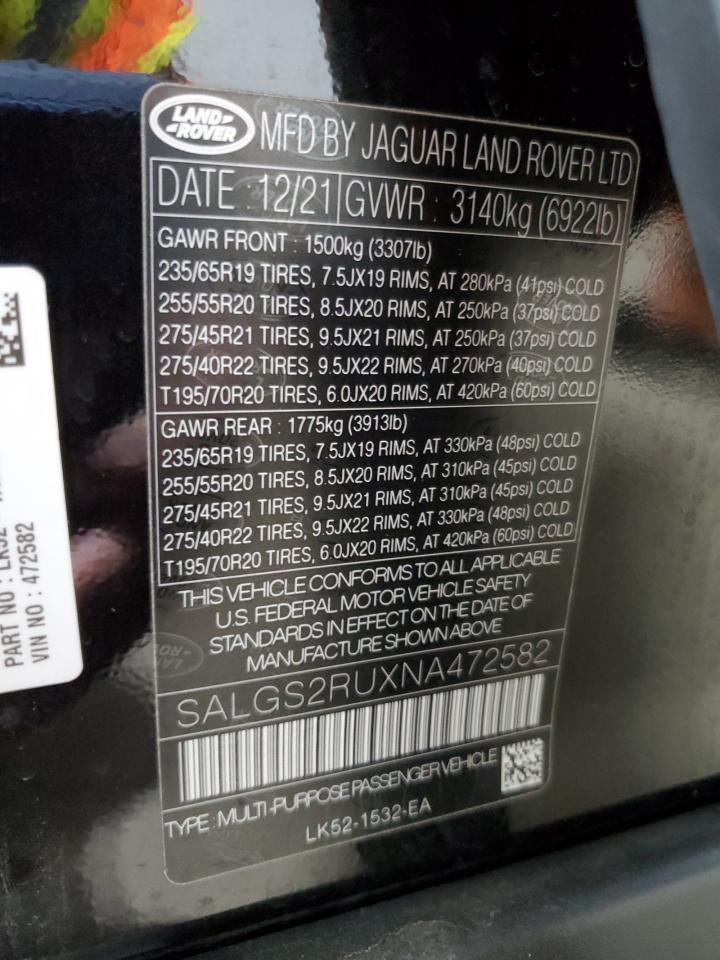 LAND ROVER
MFD BY JAGUAR LAND ROVER LTD
DATE : 12/21 GVWR : 3140kg (6922lb)
GAWR FRONT : 1500kg (3307lb)
235/65R19 TIRES, 7.5JX19 RIMS, AT 280kPa (41psi) COLD
255/55R20 TIRES, 8.5JX20 RIMS, AT 250kPa (37psi) COLD
275/45R21 TIRES, 9.5JX21 RIMS, AT 250kPa (37psi) COLD
275/40R22 TIRES, 9.5JX22 RIMS, AT 270kPa (40psi) COLD
T195/70R20 TIRES, 6.0JX20 RIMS, AT 420kPa (60psi) COLD
GAWR REAR : 1775kg (3913lb)
235/65R19 TIRES, 7.5JX19 RIMS, AT 330kPa (48psi) COLD
255/55R20 TIRES, 8.5JX20 RIMS, AT 310kPa (45psi) COLD
275/45R21 TIRES, 9.5JX21 RIMS, AT 310kPa (45psi) COLD
275/40R22 TIRES, 9.5JX22 RIMS, AT 330kPa (48psi) COLD
T195/70R20 TIRES, 6.0JX20 RIMS, AT 420kPa (60psi) COLD
THIS VEHICLE CONFORMS TO ALL APPLICABLE
U.S. FEDERAL MOTOR VEHICLE SAFETY
STANDARDS IN EFFECT ON THE DATE OF
MANUFACTURE SHOWN ABOVE
SALGS2RUXNA472582
TYPE : MULTI-PURPOSE PASSENGER VEHICLE
LK52-1532-EA
PART NO : LK52
VIN NO : 472582